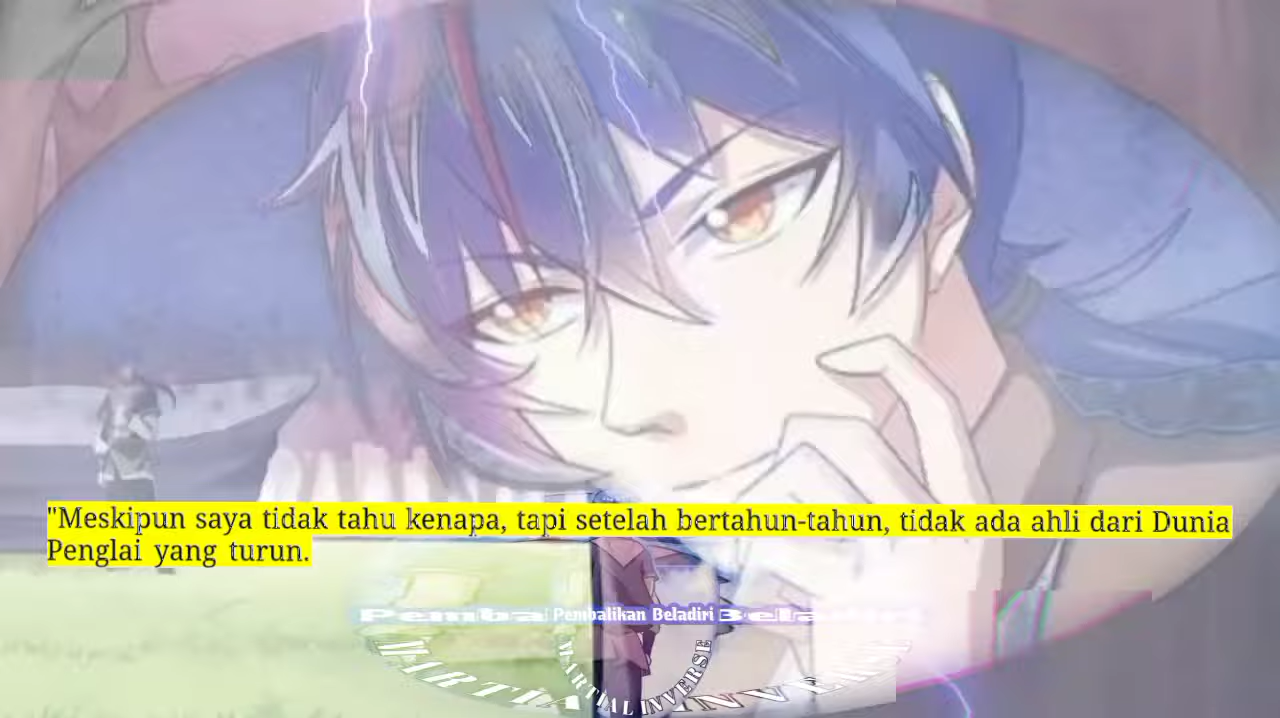 "Meskipun saya tidak tahu kenapa, tapi setelah bertahun-tahun, tidak ada ahli dari Dunia
Penglai yang turun.
Pembalikan Beladiri
MARTIAL INVERSE